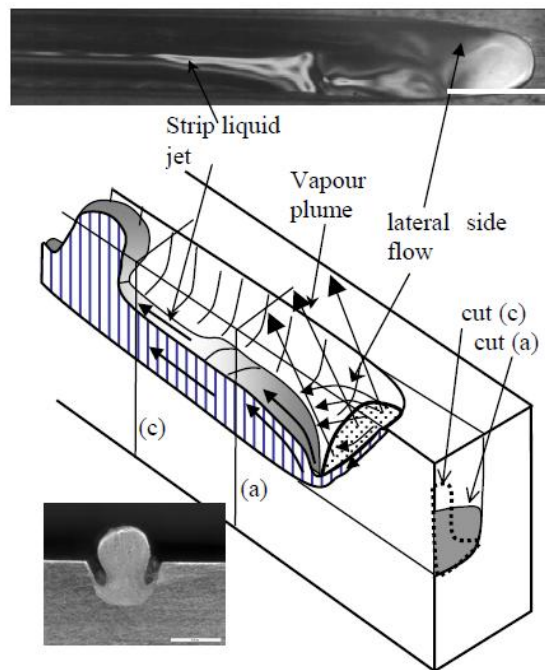 Strip liquid
jet
Vapour
plume
lateral side
flow
cut (c)
cut (a)
(c)
(a)